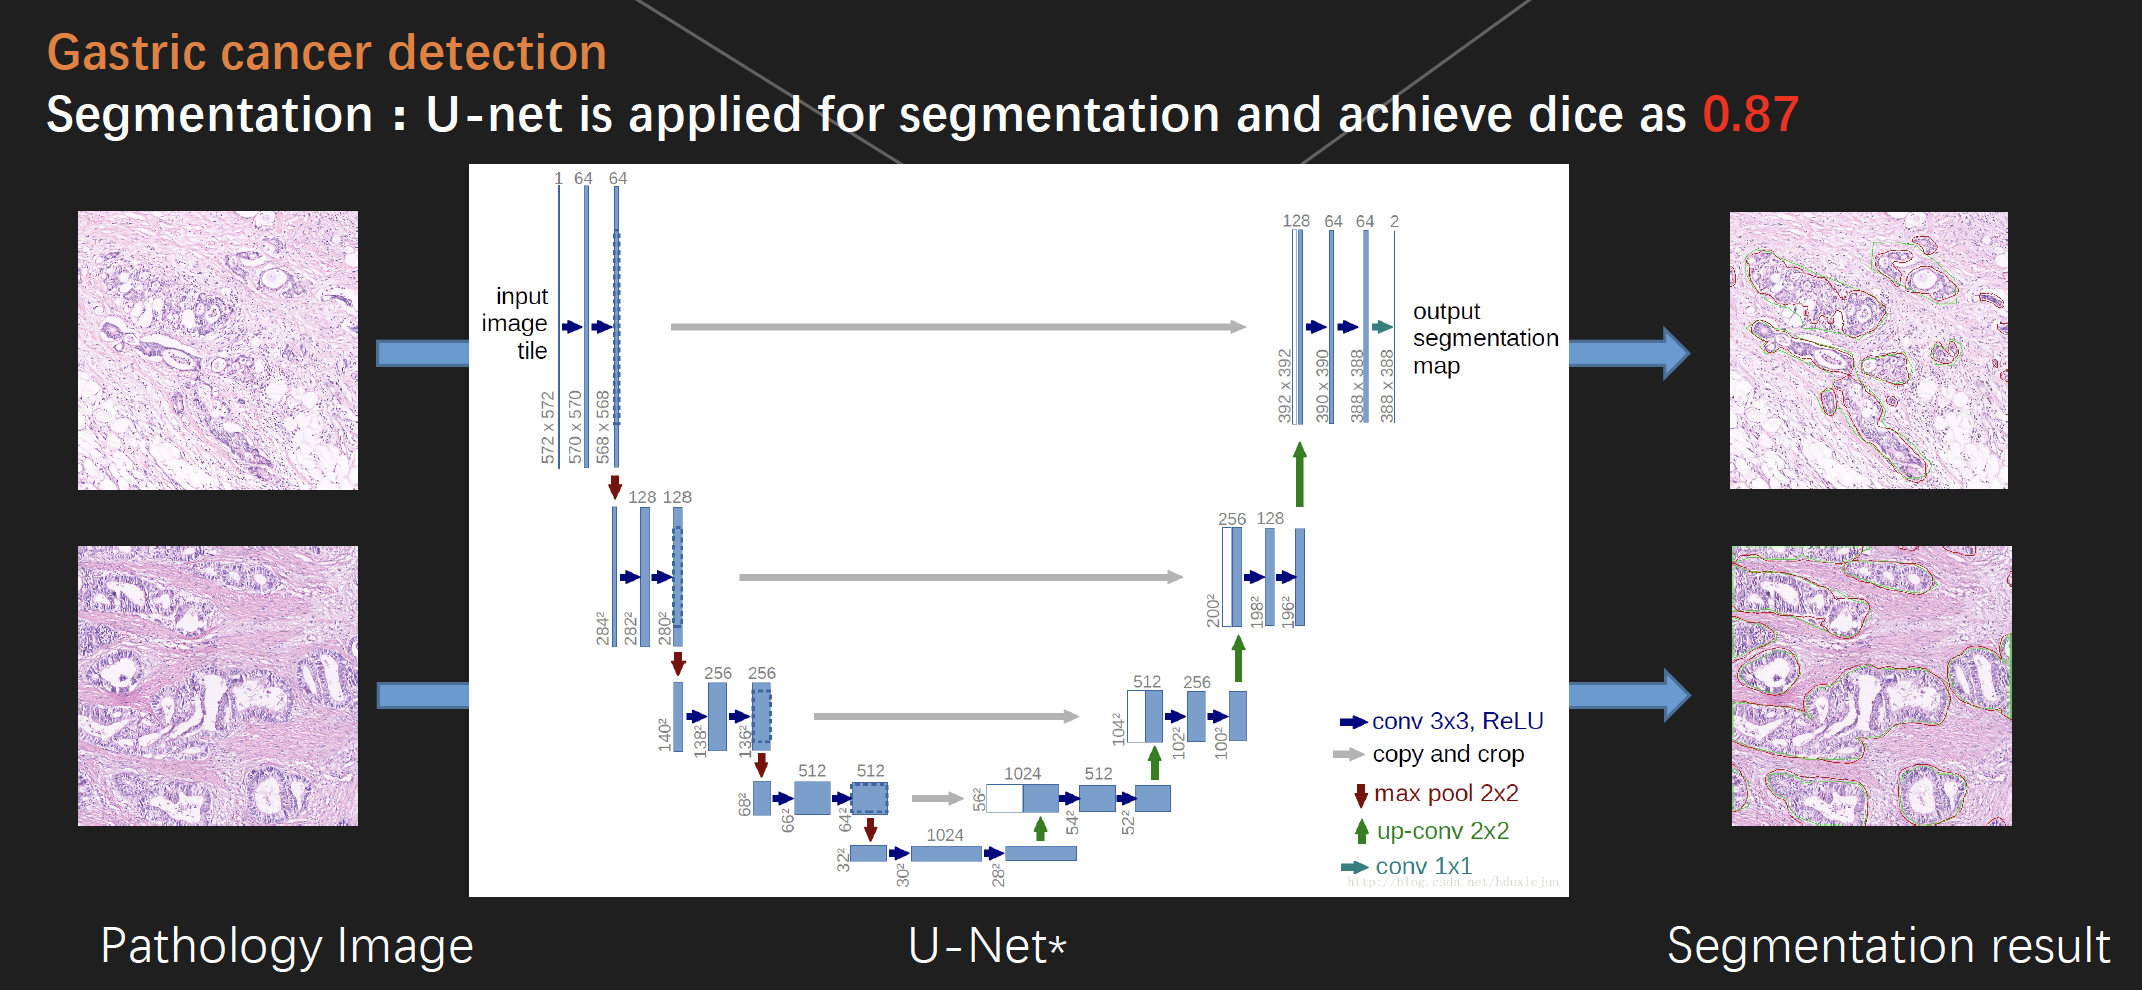 Gastric cancer detection
Segmentation：U-net is applied for segmentation and achieve dice as 0.87
1 64 64
128 64 64 2
input
image
tile
output
segmentation
map
572 x 572
570 x 570
568 x 568
392 x 392
390 x 390
388 x 388
388 x 388
128 128
256 128
284²
282²
280²
200²
198²
196²
256 256
512 256
140²
138²
136²
104²
102²
100²
512 512
1024 512
68²
66²
64²
56²
54²
52²
1024
32²
30²
28²
conv 3x3, ReLU
copy and crop
max pool 2x2
up-conv 2x2
conv 1x1
http://blog.csdn.net/hduxiejun
Pathology Image
U-Net*
Segmentation result